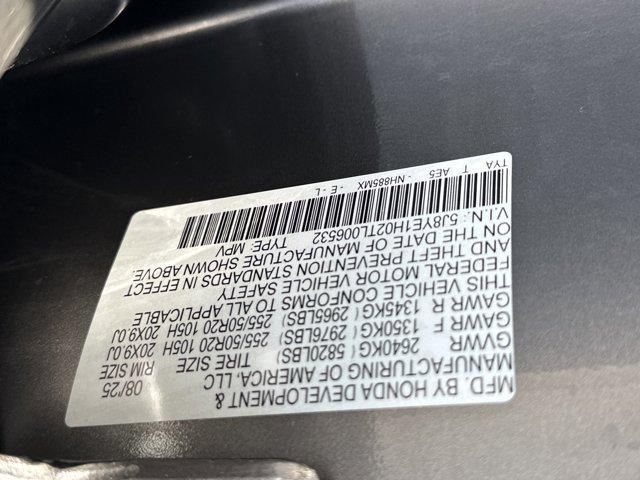 MFD. BY HONDA DEVELOPMENT &
MANUFACTURING OF AMERICA, LLC 08/'25
GVWR 2640KG ( 5820LBS) TIRE SIZE RIM SIZE
GAWR F 1350KG ( 2976LBS) 255/50R20 105H 20X9.0J
GAWR R 1345KG ( 2965LBS) 255/50R20 105H 20X9.0J
THIS VEHICLE CONFORMS TO ALL APPLICABLE
FEDERAL MOTOR VEHICLE SAFETY
AND THEFT PREVENTION STANDARDS IN EFFECT
ON THE DATE OF MANUFACTURE SHOWN ABOVE.
V.I.N.: 5J8YE1H02TL006532 TYPE: MPV
TYA T AE5 - NH885MX - E - L